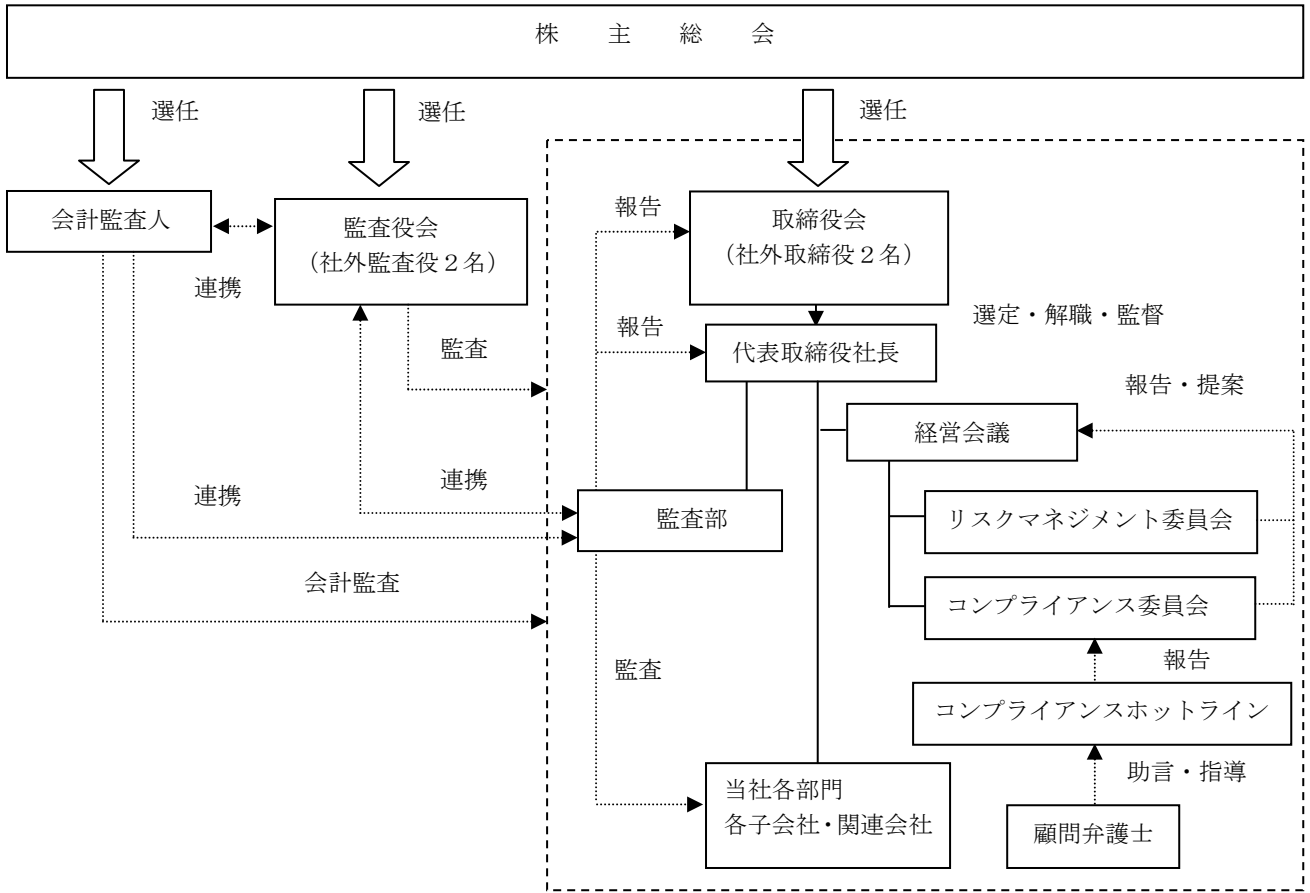 株 主 総 会
選任
選任
選任
会計監査人
連携
監査役会
（社外監査役２名）
監査
報告
報告
取締役会
（社外取締役２名）
選定・解職・監督
代表取締役社長
報告・提案
経営会議
連携
連携
監査部
リスクマネジメント委員会
会計監査
コンプライアンス委員会
監査
報告
コンプライアンスホットライン
助言・指導
当社各部門
各子会社・関連会社
顧問弁護士